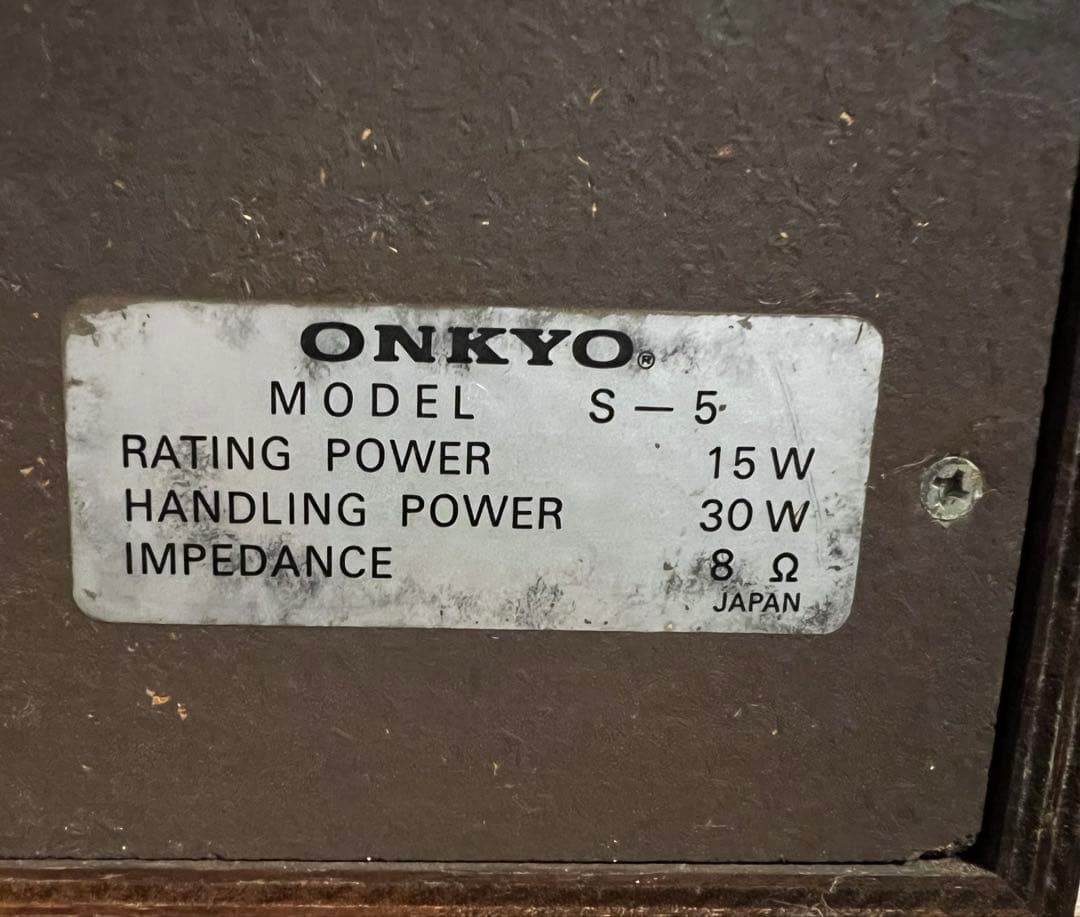 ONKYO®
MODEL S — 5
RATING POWER 15 W
HANDLING POWER 30 W
IMPEDANCE 8 Ω
JAPAN